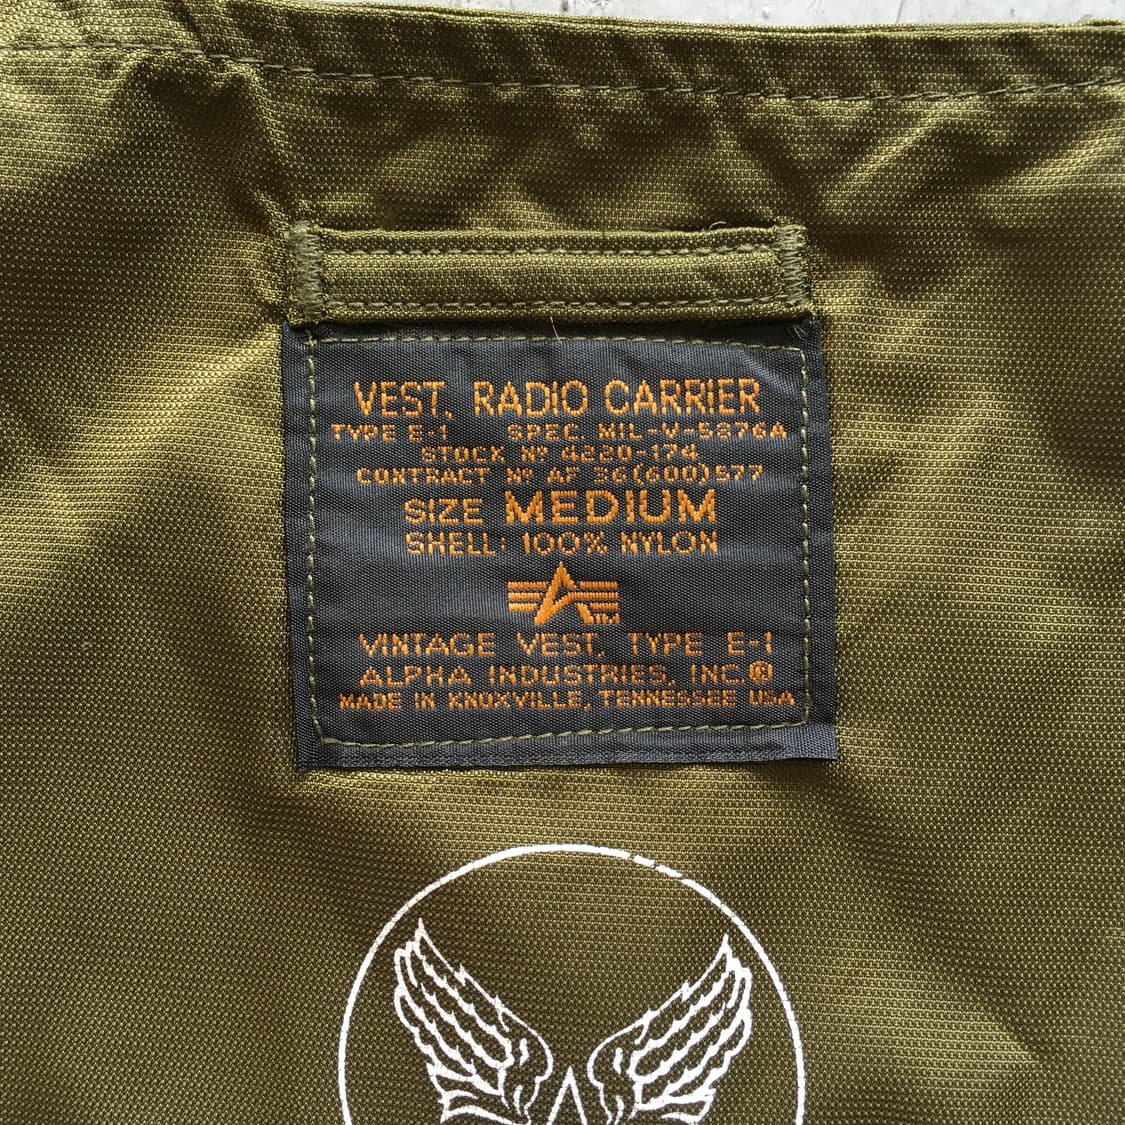 VEST, RADIO CARRIER
TYPE E-1 SPEC. MIL-V-5876A
STOCK Nº 4220-174
CONTRACT Nº AF 36(600)577
SIZE MEDIUM
SHELL: 100% NYLON
A TM
VINTAGE VEST, TYPE E-1
ALPHA INDUSTRIES, INC.®
MADE IN KNOXVILLE, TENNESSEE USA